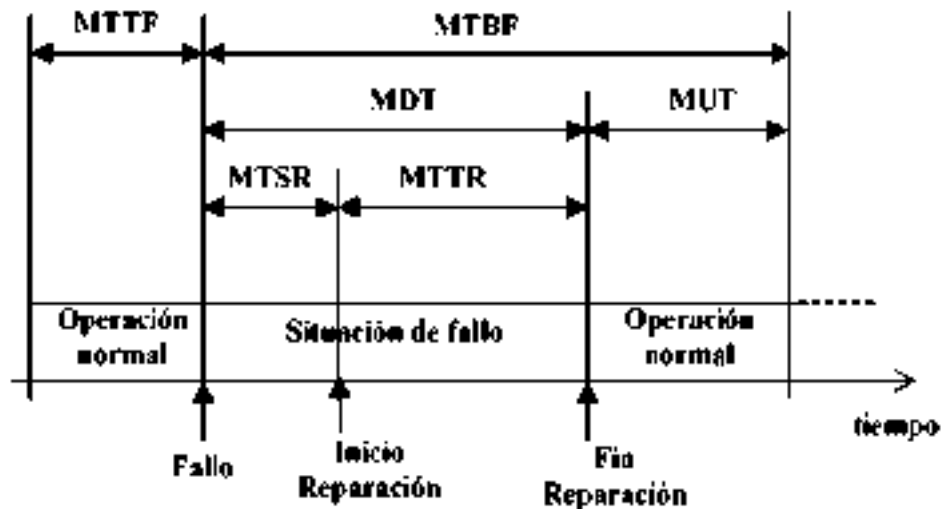 MTTF
MTBF
MDT
MUT
MTSR
MTTR
Operación
normal
Situación de fallo
Operación
normal
tiempo
Fallo
Inicio
Reparación
Fin
Reparación